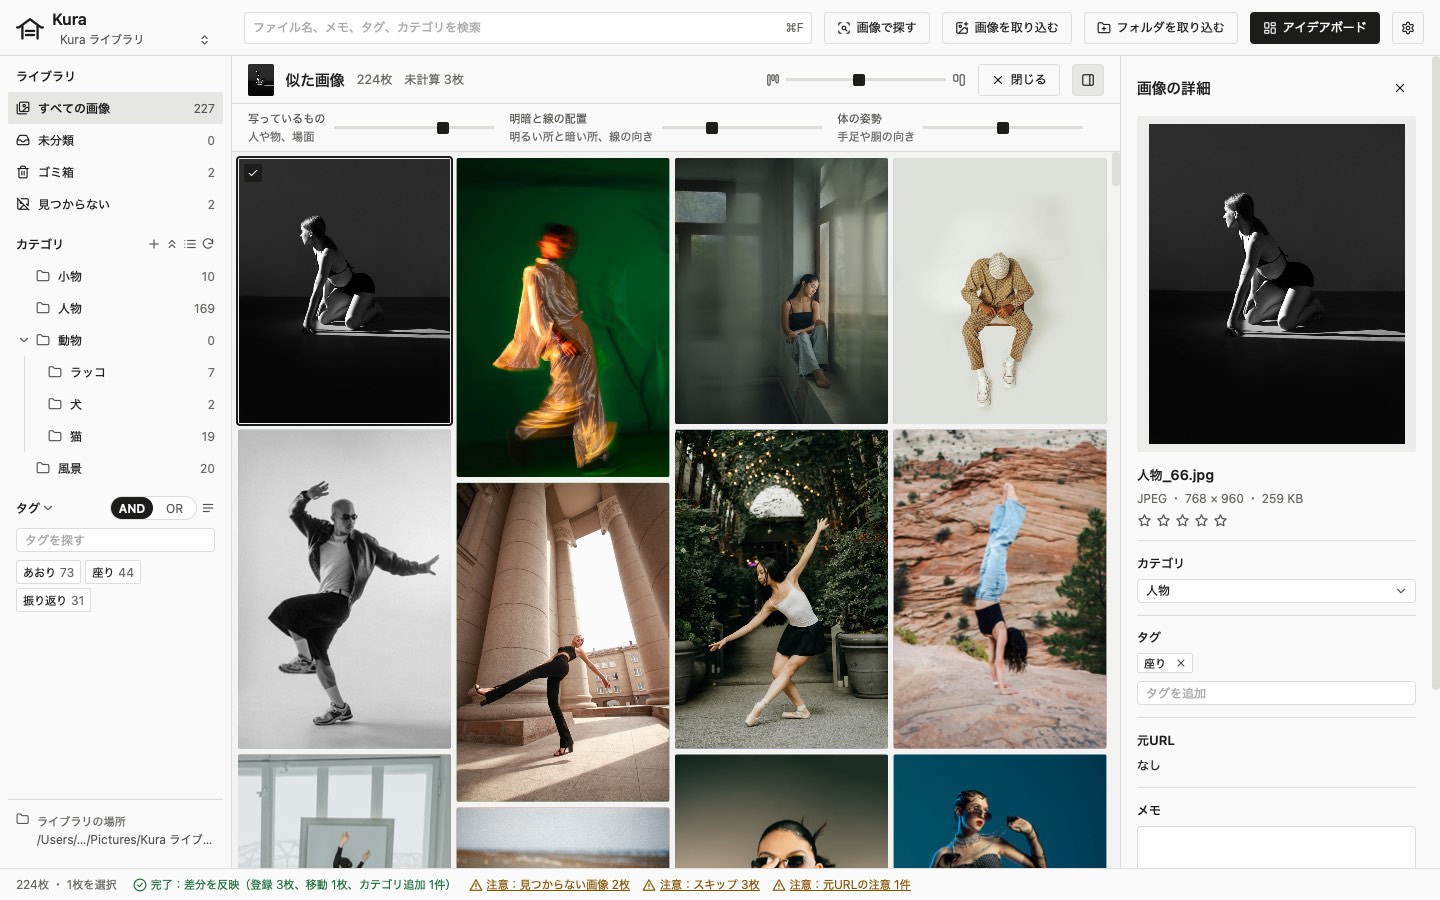 Kura
Kura ライブラリ
ファイル名、メモ、タグ、カテゴリを検索
⌘F
画像で探す
画像を取り込む
フォルダを取り込む
アイデアボード
ライブラリ
すべての画像 227
未分類 0
ゴミ箱 2
見つからない 2
カテゴリ
小物 10
人物 169
動物 0
ラッコ 7
犬 2
猫 19
風景 20
タグ
AND OR
タグを探す
あおり 73
座り 44
振り返り 31
ライブラリの場所
/Users/.../Pictures/Kura ライブ...
似た画像 224枚 未計算 3枚
閉じる
写っているもの
人や物、場面
明暗と線の配置
明るい所と暗い所、線の向き
体の姿勢
手足や胴の向き
画像の詳細
人物_66.jpg
JPEG ・ 768 × 960 ・ 259 KB
カテゴリ
人物
タグ
座り
タグを追加
元URL
なし
メモ
224枚 ・ 1枚を選択
完了：差分を反映（登録 3枚、移動 1枚、カテゴリ追加 1件）
注意：見つからない画像 2枚
注意：スキップ 3枚
注意：元URLの注意 1件